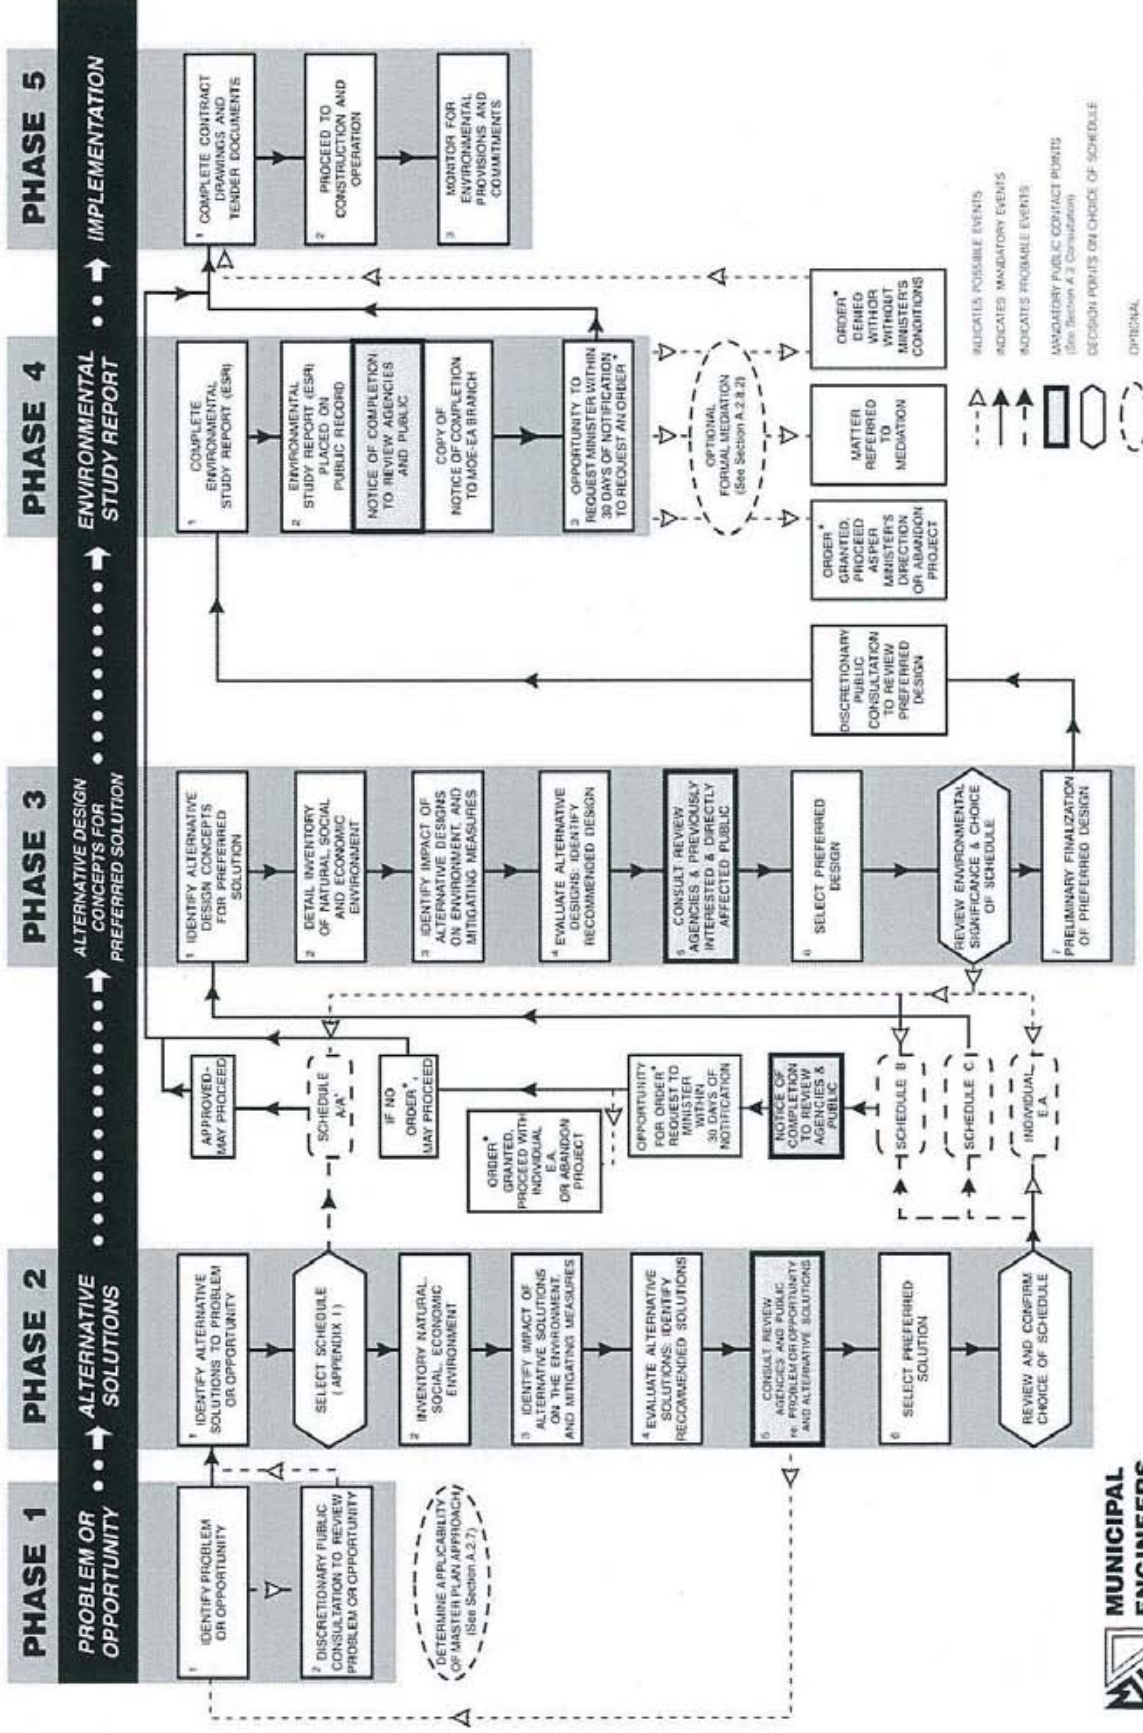 PHASE 1
PROBLEM OR
OPPORTUNITY
1 IDENTIFY PROBLEM
OR OPPORTUNITY
2 DISCRETIONARY PUBLIC
CONSULTATION TO REVIEW
PROBLEM OR OPPORTUNITY
DETERMINE APPLICABILITY
OF MASTER PLAN APPROACH
(See Section A.2.7)
PHASE 2
ALTERNATIVE
SOLUTIONS
1 IDENTIFY ALTERNATIVE
SOLUTIONS TO PROBLEM
OR OPPORTUNITY
SELECT SCHEDULE
( APPENDIX I )
2
INVENTORY NATURAL,
SOCIAL, ECONOMIC
ENVIRONMENT
3 IDENTIFY IMPACT OF
ALTERNATIVE SOLUTIONS
ON THE ENVIRONMENT,
AND MITIGATING MEASURES
4 EVALUATE ALTERNATIVE
SOLUTIONS: IDENTIFY
RECOMMENDED SOLUTIONS
5 CONSULT REVIEW
AGENCIES AND PUBLIC
re: PROBLEM OR OPPORTUNITY
AND ALTERNATIVE SOLUTIONS
6 SELECT PREFERRED
SOLUTION
REVIEW AND CONFIRM
CHOICE OF SCHEDULE
APPROVED-
MAY PROCEED
SCHEDULE
A/A+
IF NO
ORDER*,
MAY PROCEED
ORDER*
GRANTED,
PROCEED WITH
INDIVIDUAL
E.A.
OR ABANDON
PROJECT
OPPORTUNITY
FOR ORDER*
REQUEST TO
MINISTER
WITHIN
30 DAYS OF
NOTIFICATION
NOTICE OF
COMPLETION
TO REVIEW
AGENCIES &
PUBLIC
SCHEDULE B
SCHEDULE C
INDIVIDUAL
E.A.
PHASE 3
ALTERNATIVE DESIGN
CONCEPTS FOR
PREFERRED SOLUTION
1 IDENTIFY ALTERNATIVE
DESIGN CONCEPTS
FOR PREFERRED
SOLUTION
2 DETAIL INVENTORY
OF NATURAL, SOCIAL
AND ECONOMIC
ENVIRONMENT
3 IDENTIFY IMPACT OF
ALTERNATIVE DESIGNS
ON ENVIRONMENT, AND
MITIGATING MEASURES
4 EVALUATE ALTERNATIVE
DESIGNS: IDENTIFY
RECOMMENDED DESIGN
5 CONSULT REVIEW
AGENCIES & PREVIOUSLY
INTERESTED & DIRECTLY
AFFECTED PUBLIC
6 SELECT PREFERRED
DESIGN
REVIEW ENVIRONMENTAL
SIGNIFICANCE & CHOICE
OF SCHEDULE
7
PRELIMINARY FINALIZATION
OF PREFERRED DESIGN
DISCRETIONARY
PUBLIC
CONSULTATION
TO REVIEW
PREFERRED
DESIGN
PHASE 4
ENVIRONMENTAL
STUDY REPORT
1 COMPLETE
ENVIRONMENTAL
STUDY REPORT (ESR)
2 ENVIRONMENTAL
STUDY REPORT (ESR)
PLACED ON
PUBLIC RECORD
NOTICE OF COMPLETION
TO REVIEW AGENCIES
AND PUBLIC
COPY OF
NOTICE OF COMPLETION
TO MOE-EA BRANCH
3 OPPORTUNITY TO
REQUEST MINISTER WITHIN
30 DAYS OF NOTIFICATION
TO REQUEST AN ORDER*
OPTIONAL
FORMAL MEDIATION
(See Section A.2.8.2)
ORDER*
GRANTED,
PROCEED
AS PER
MINISTER'S
DIRECTION
OR ABANDON
PROJECT
MATTER
REFERRED
TO
MEDIATION
ORDER*
DENIED
WITH OR
WITHOUT
MINISTER'S
CONDITIONS
PHASE 5
IMPLEMENTATION
1 COMPLETE CONTRACT
DRAWINGS AND
TENDER DOCUMENTS
2 PROCEED TO
CONSTRUCTION AND
OPERATION
3 MONITOR FOR
ENVIRONMENTAL
PROVISIONS AND
COMMITMENTS
INDICATES POSSIBLE EVENTS
INDICATES MANDATORY EVENTS
INDICATES PROBABLE EVENTS
MANDATORY PUBLIC CONTACT POINTS
(See Section A.3 Consultation)
DECISION POINTS ON CHOICE OF SCHEDULE
OPTIONAL
MUNICIPAL
ENGINEERS